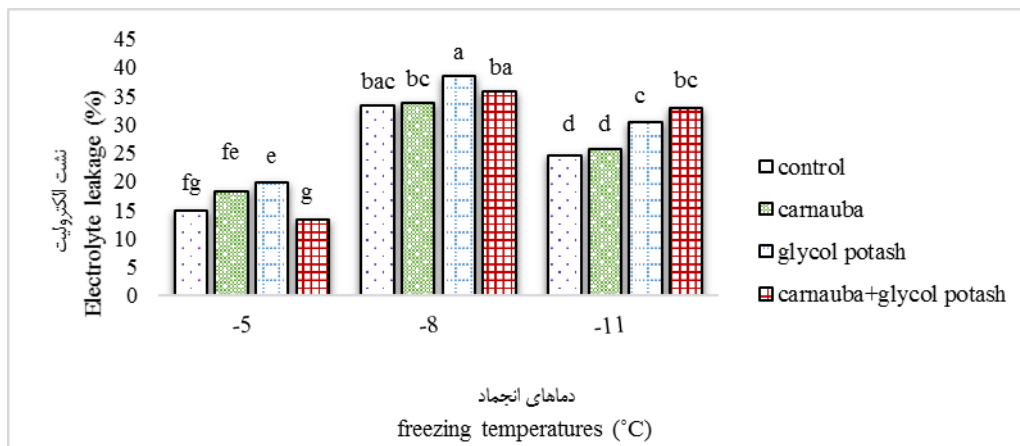 45
40
35
30
25
20
15
10
5
0
نشت الکترولیت
Electrolyte leakage (%)
fg
fe
e
g
bac
bc
a
ba
d
d
c
bc
-5
-8
-11
دماهای انجماد
freezing temperatures (˚C)
control
carnauba
glycol potash
carnauba+glycol potash